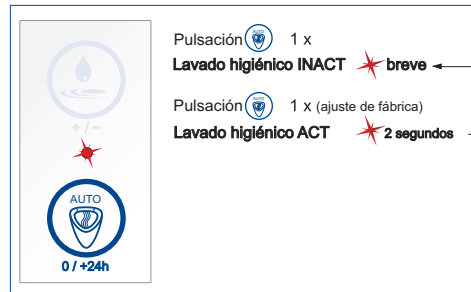 + / −
AUTO
0 / +24h
Pulsación AUTO 1 x
Lavado higiénico INACT breve
Pulsación AUTO 1 x (ajuste de fábrica)
Lavado higiénico ACT 2 segundos